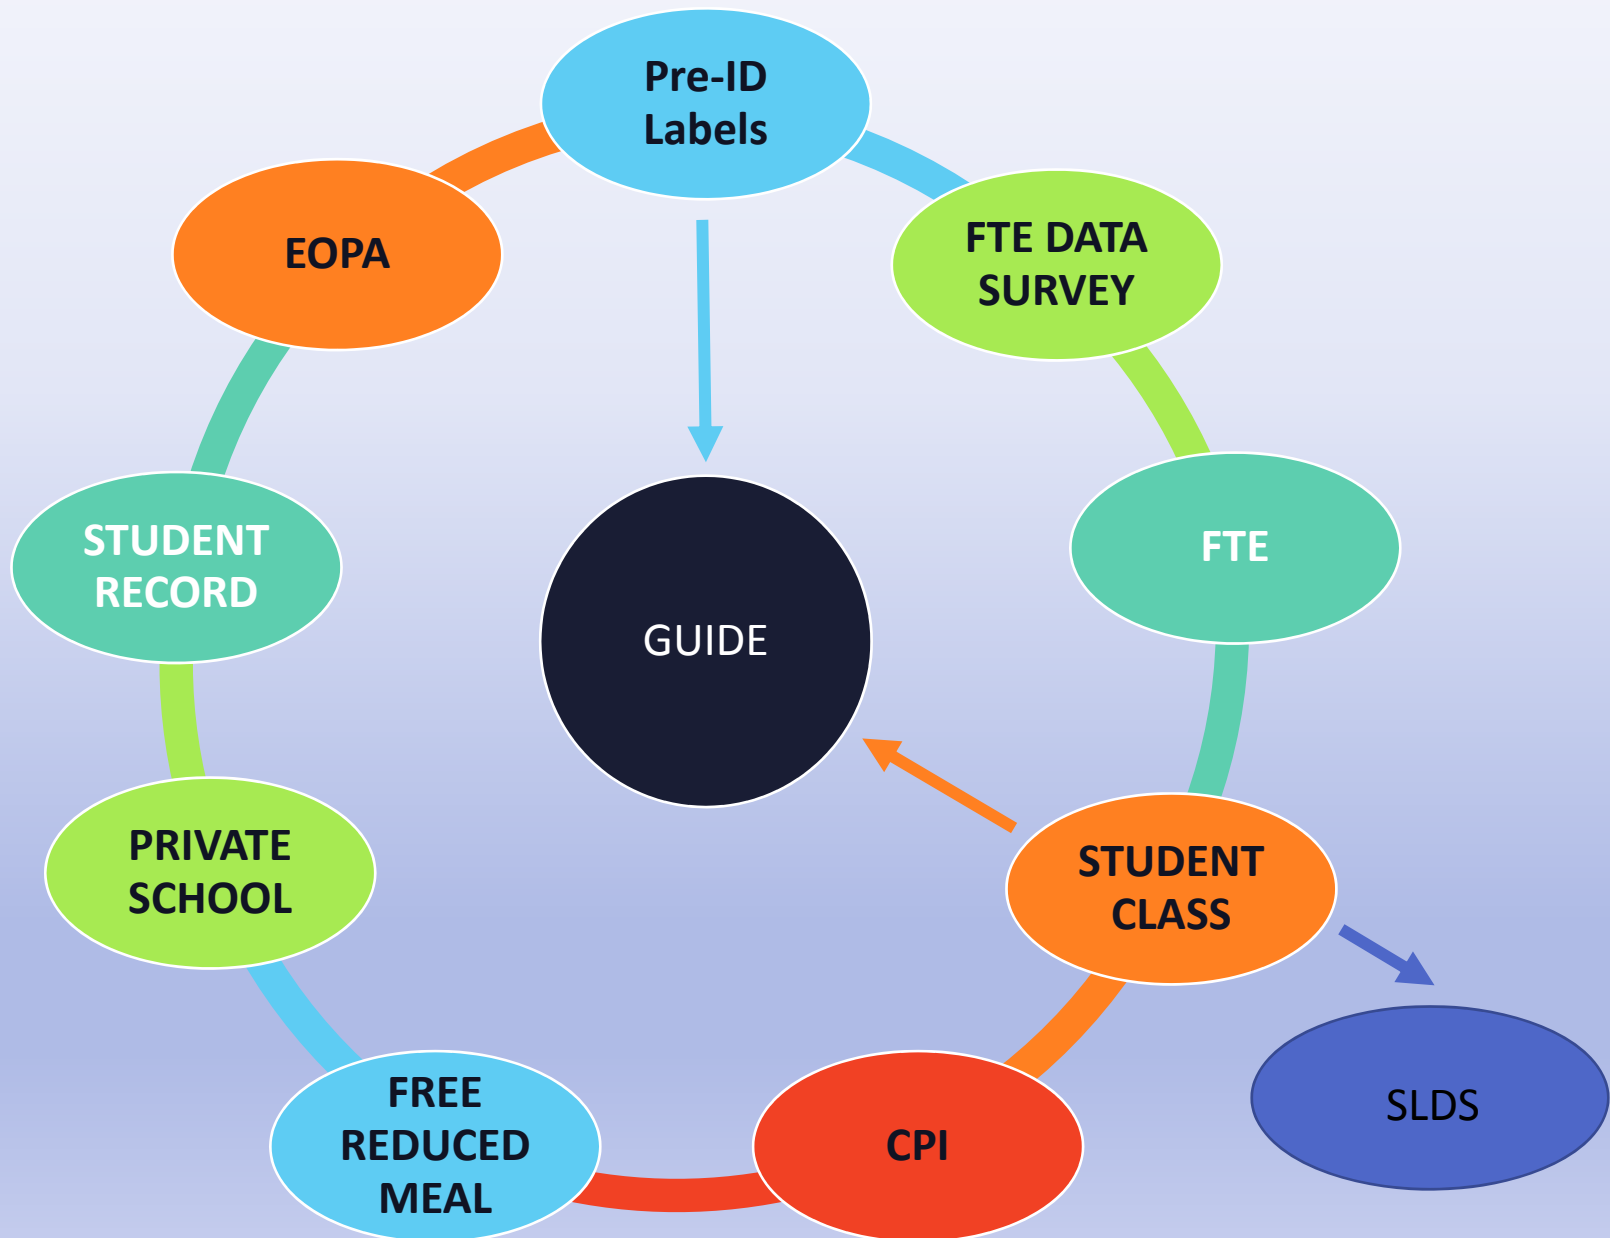 Pre-ID
Labels
EOPA
FTE DATA
SURVEY
STUDENT
RECORD
FTE
GUIDE
PRIVATE
SCHOOL
STUDENT
CLASS
FREE
REDUCED
MEAL
CPI
SLDS